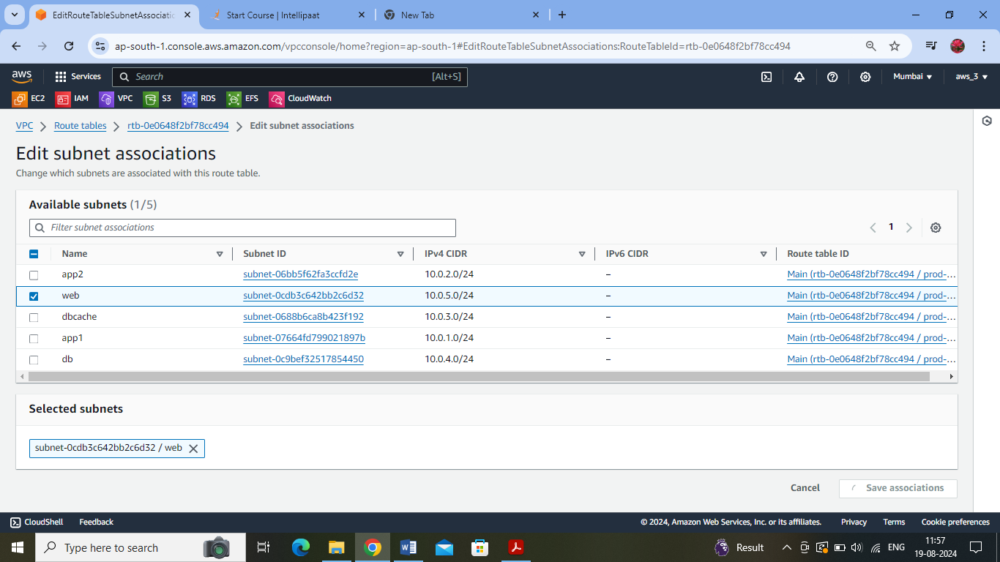 EditRouteTableSubnetAssociatio
Start Course | Intellipaat
New Tab
ap-south-1.console.aws.amazon.com/vpcconsole/home?region=ap-south-1#EditRouteTableSubnetAssociations:RouteTableId=rtb-0e0648f2bf78cc494
aws Services Search [Alt+S] Mumbai aws_3
EC2 IAM VPC S3 RDS EFS CloudWatch
VPC Route tables rtb-0e0648f2bf78cc494 Edit subnet associations
Edit subnet associations
Change which subnets are associated with this route table.
Available subnets (1/5)
Filter subnet associations 1
Name Subnet ID IPv4 CIDR IPv6 CIDR Route table ID
app2 subnet-06bb5f62fa3ccfd2e 10.0.2.0/24 – Main (rtb-0e0648f2bf78cc494 / prod-...
web subnet-0cdb3c642bb2c6d32 10.0.5.0/24 – Main (rtb-0e0648f2bf78cc494 / prod-...
dbcache subnet-0688b6ca8b423f192 10.0.3.0/24 – Main (rtb-0e0648f2bf78cc494 / prod-...
app1 subnet-07664fd799021897b 10.0.1.0/24 – Main (rtb-0e0648f2bf78cc494 / prod-...
db subnet-0c9bef32517854450 10.0.4.0/24 – Main (rtb-0e0648f2bf78cc494 / prod-...
Selected subnets
subnet-0cdb3c642bb2c6d32 / web
Cancel Save associations
CloudShell Feedback © 2024, Amazon Web Services, Inc. or its affiliates. Privacy Terms Cookie preferences
Type here to search Result ENG 11:57
19-08-2024